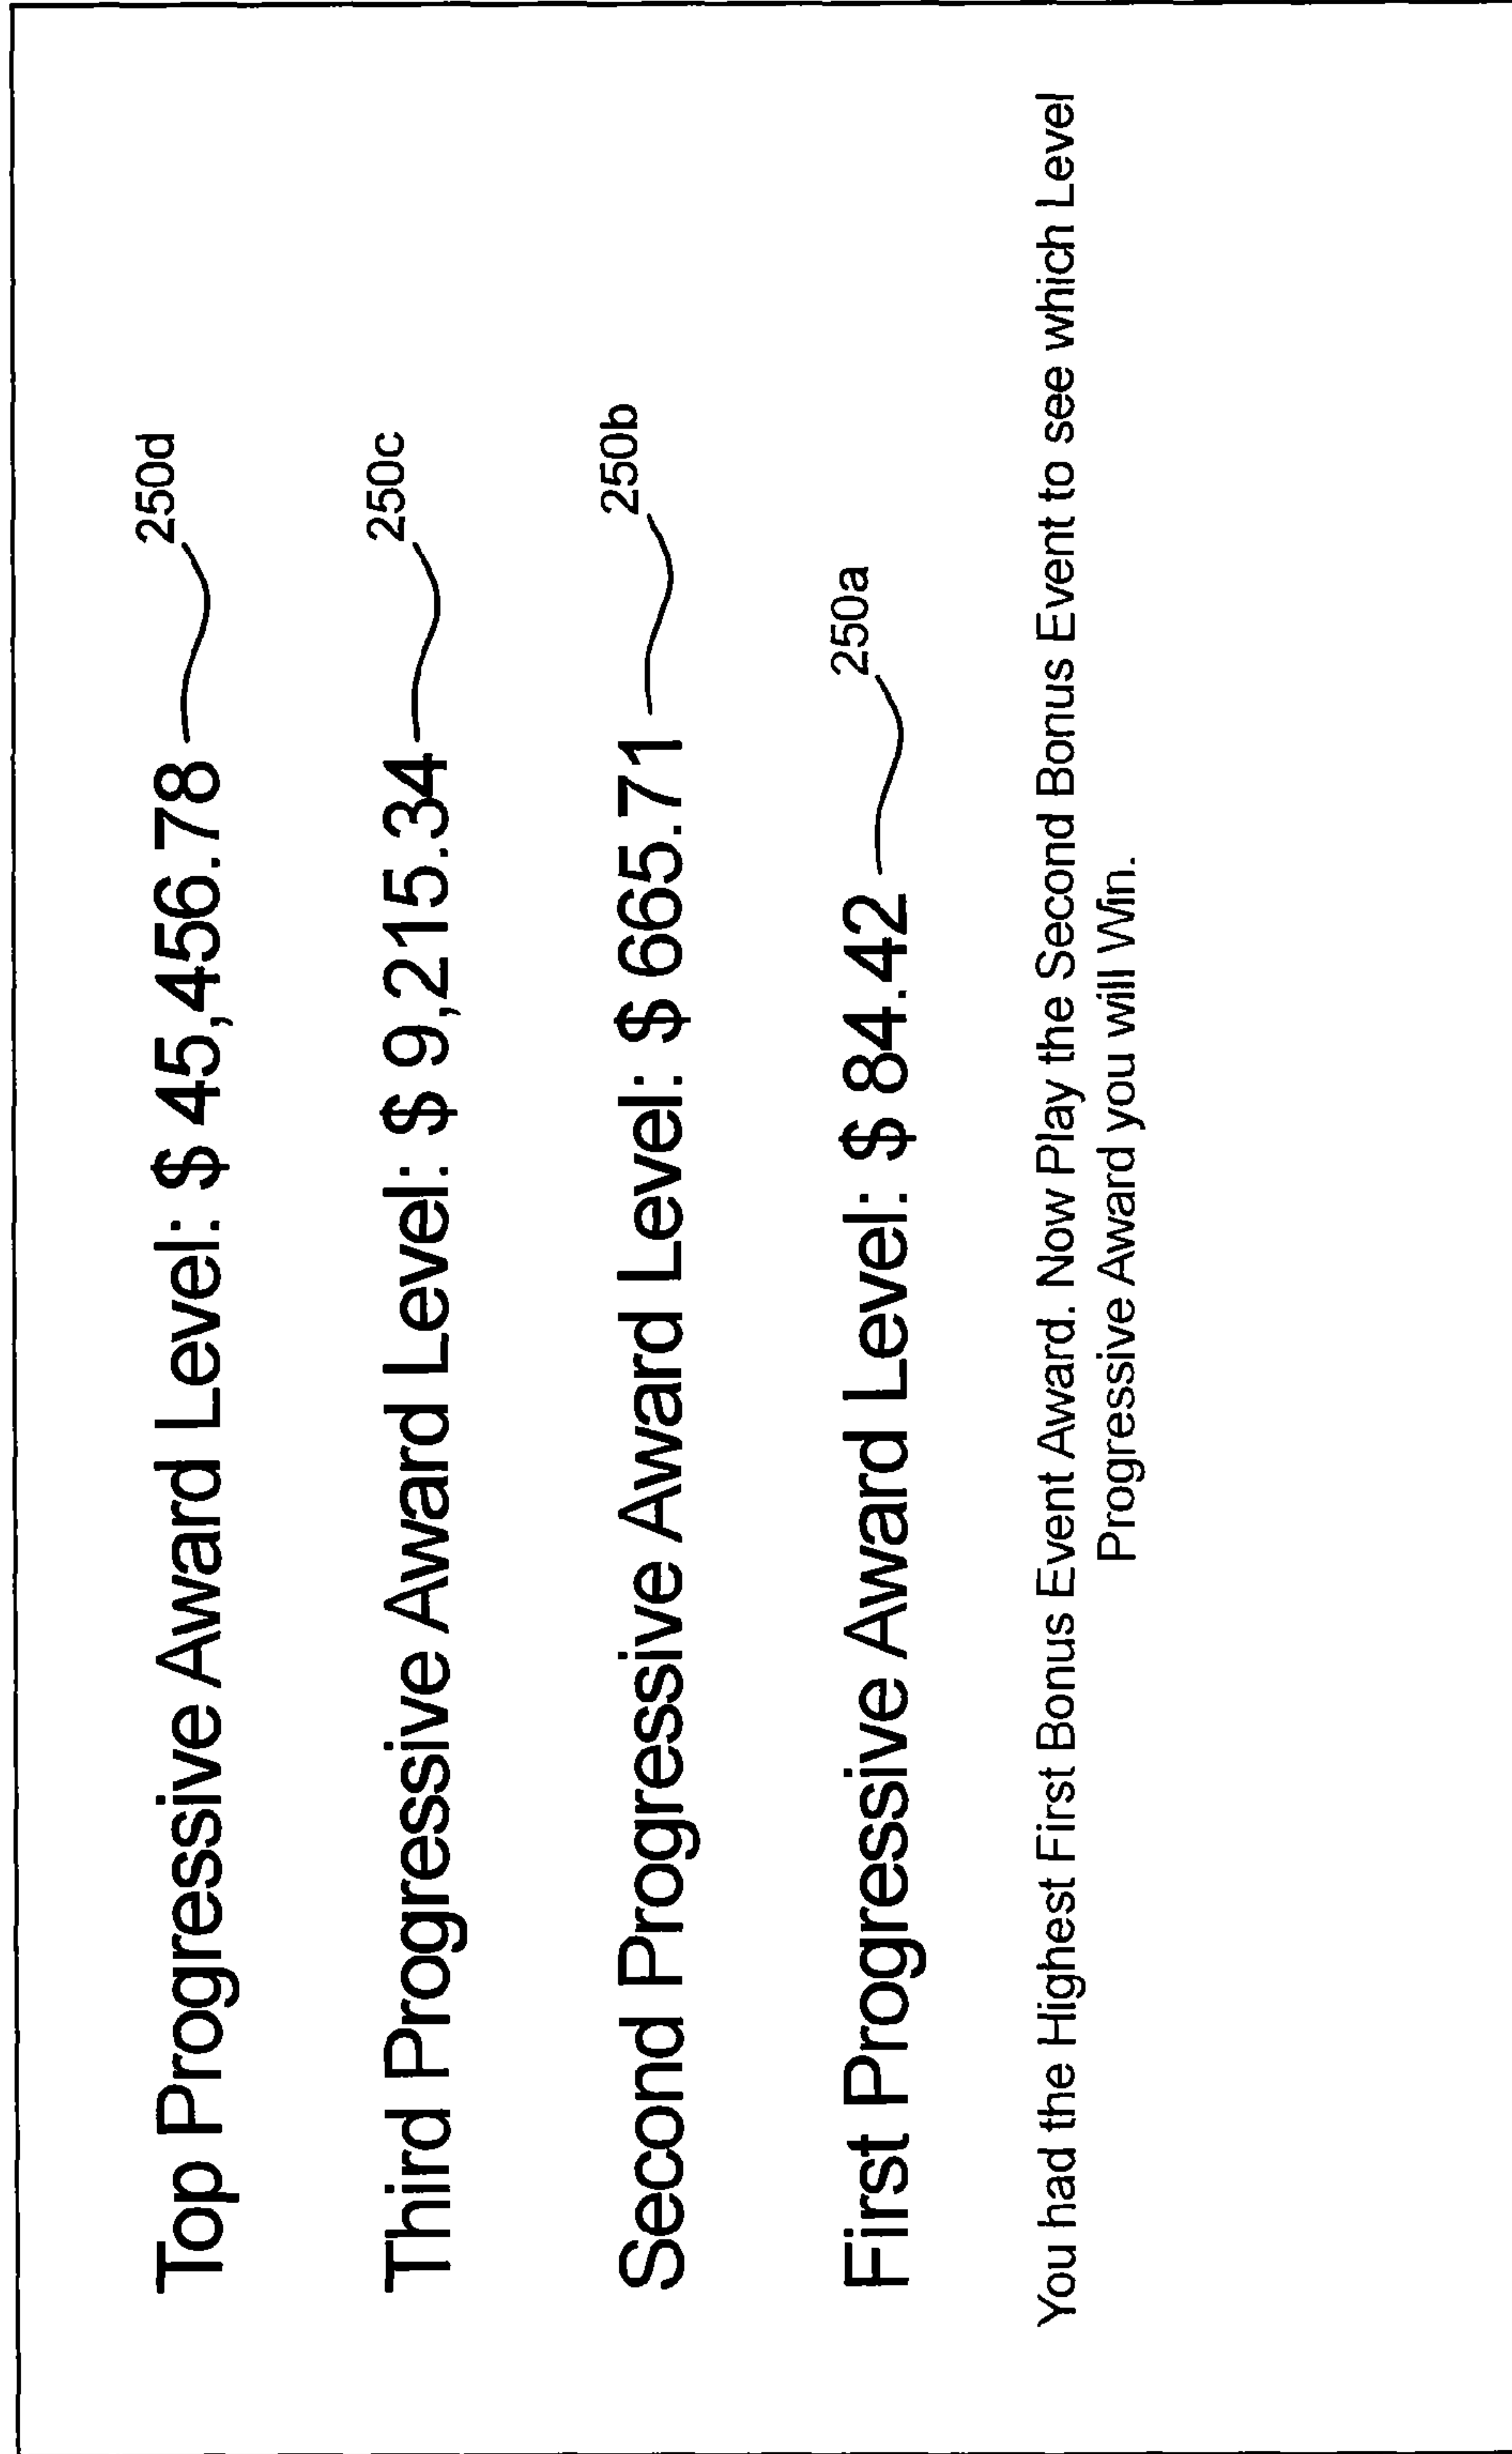 Top Progressive Award Level: $ 45,456.78 250d
Third Progressive Award Level: $ 9,215.34 250c
Second Progressive Award Level: $ 665.71 250b
First Progressive Award Level: $ 84.42 250a
You had the Highest First Bonus Event Award. Now Play the Second Bonus Event to see which Level
Progressive Award you will Win.